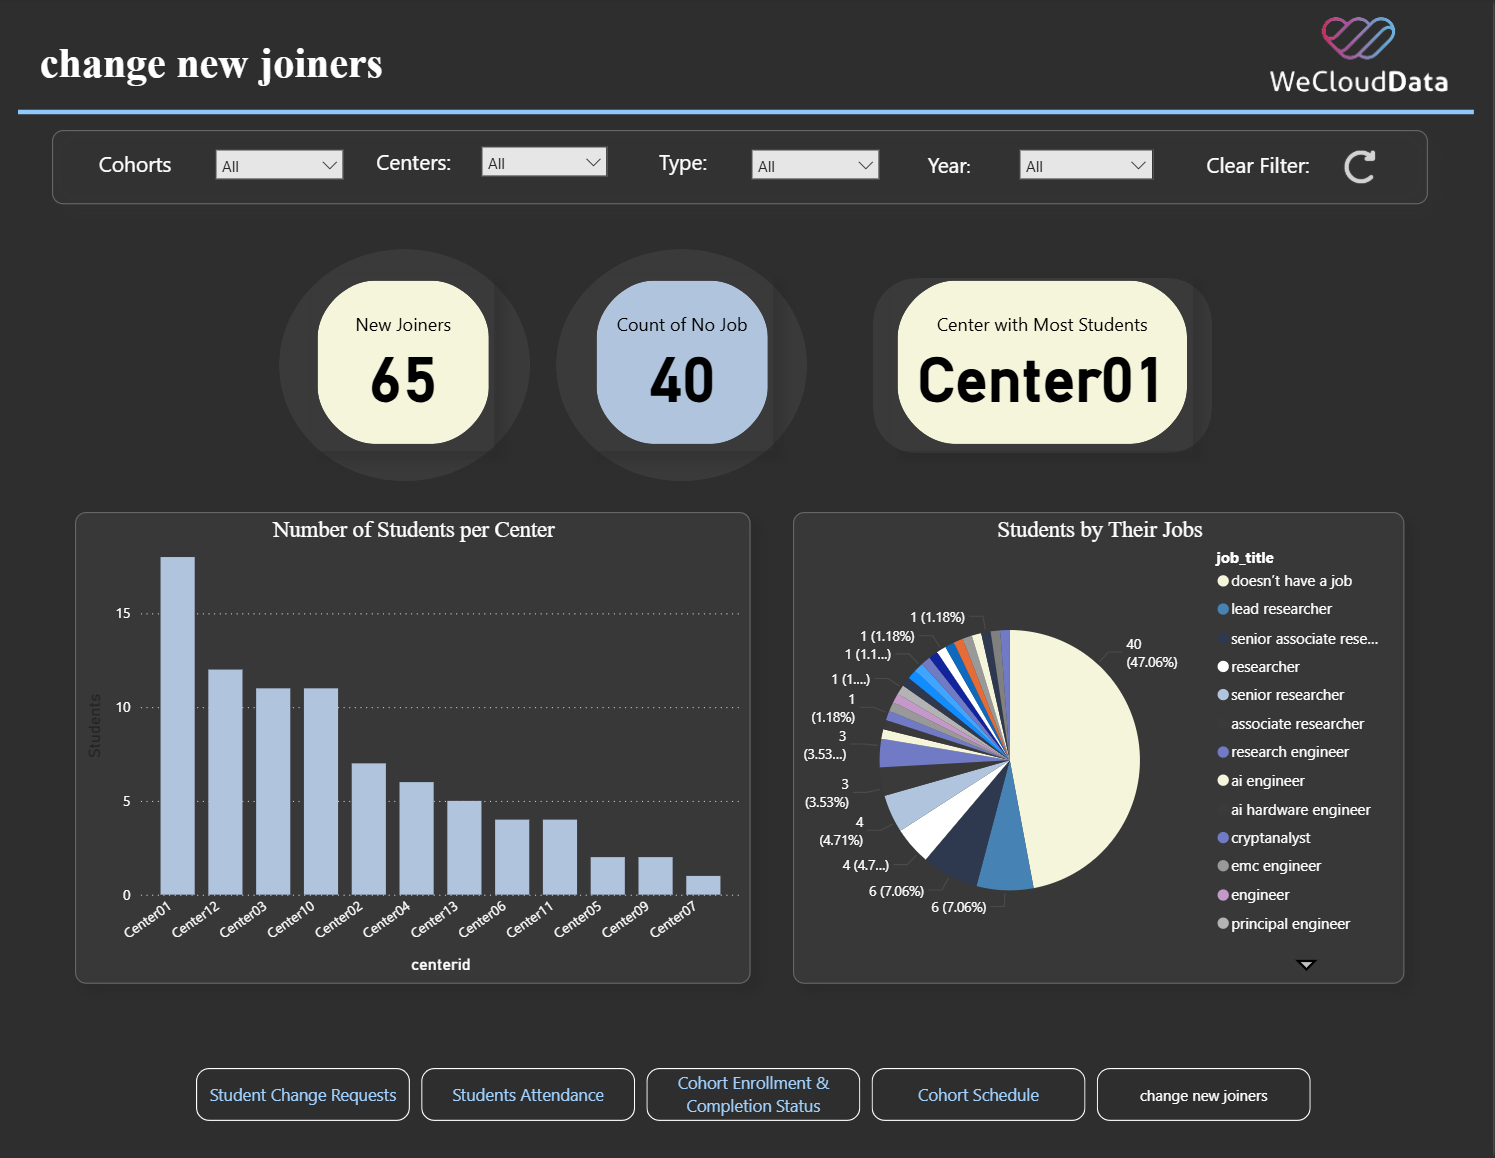 change new joiners
WeCloudData
Cohorts
All
Centers:
All
Type:
All
Year:
All
Clear Filter:
New Joiners
65
Count of No Job
40
Center with Most Students
Center01
Number of Students per Center
Students
15
10
5
0
Center01
Center12
Center03
Center10
Center02
Center04
Center13
Center06
Center11
Center05
Center09
Center07
centerid
Students by Their Jobs
1 (1.18%)
1 (1.18%)
1 (1.1...)
1 (1....)
1
(1.18%)
3
(3.53...)
3
(3.53%)
4
(4.71%)
4 (4.7...)
6 (7.06%)
6 (7.06%)
40
(47.06%)
job_title
doesn't have a job
lead researcher
senior associate rese...
researcher
senior researcher
associate researcher
research engineer
ai engineer
ai hardware engineer
cryptanalyst
emc engineer
engineer
principal engineer
Student Change Requests
Students Attendance
Cohort Enrollment &
Completion Status
Cohort Schedule
change new joiners